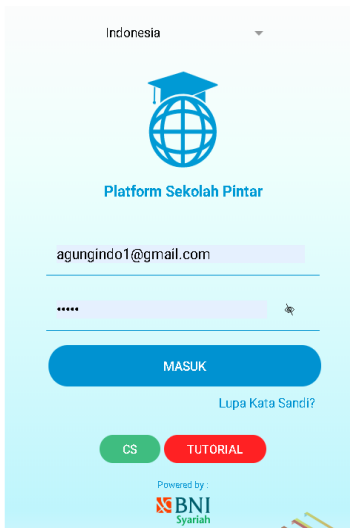 Indonesia
Platform Sekolah Pintar
agungindo1@gmail.com
•••••
MASUK
Lupa Kata Sandi?
CS TUTORIAL
Powered by :
BNI
Syariah